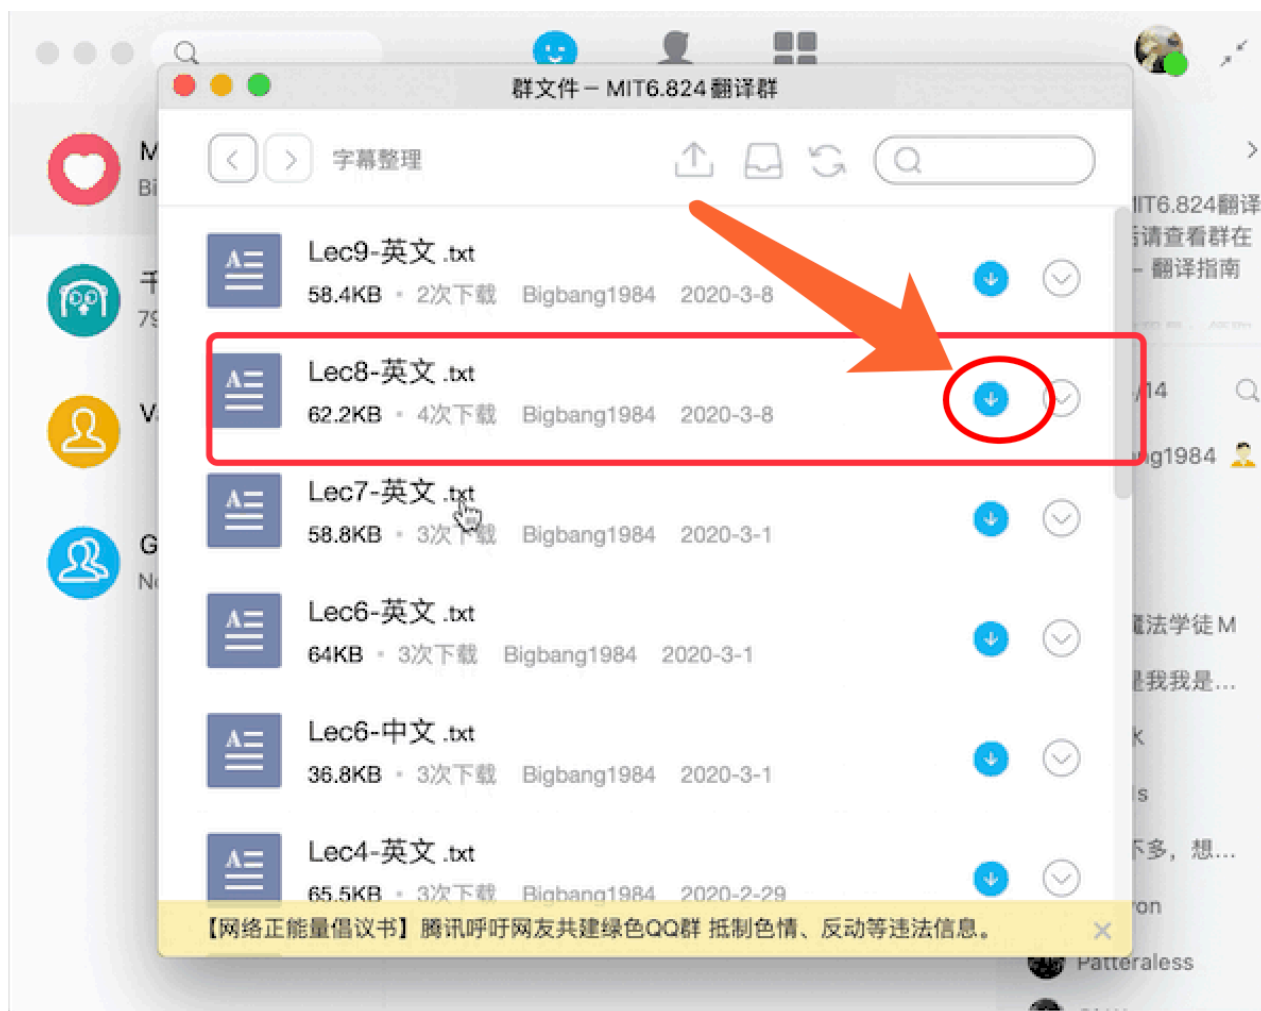 群文件 — MIT6.824翻译群
字幕整理
Lec9-英文 .txt
58.4KB • 2次下载 Bigbang1984 2020-3-8
Lec8-英文 .txt
62.2KB • 4次下载 Bigbang1984 2020-3-8
Lec7-英文 .txt
58.8KB • 3次下载 Bigbang1984 2020-3-1
Lec6-英文 .txt
64KB • 3次下载 Bigbang1984 2020-3-1
Lec6-中文 .txt
36.8KB • 3次下载 Bigbang1984 2020-3-1
Lec4-英文 .txt
65.5KB • 3次下载 Bigbang1984 2020-2-29
【网络正能量倡议书】腾讯呼吁网友共建绿色QQ群 抵制色情、反动等违法信息。
M
Bi
千
79
V
G
No
IT6.824翻译
请查看群在
– 翻译指南
/14
ng1984
魔法学徒M
是我我是...
k
ls
不多，想...
ron
Patteraless